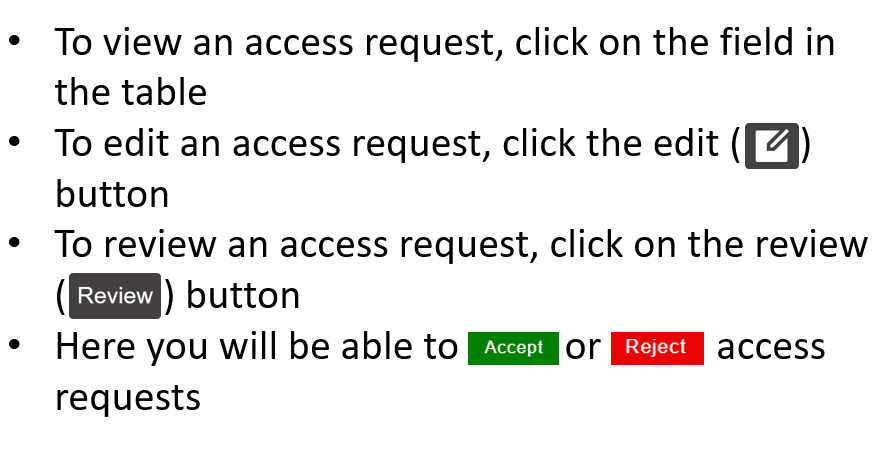 • To view an access request, click on the field in
the table
• To edit an access request, click the edit ( )
button
• To review an access request, click on the review
( Review ) button
• Here you will be able to Accept or Reject access
requests